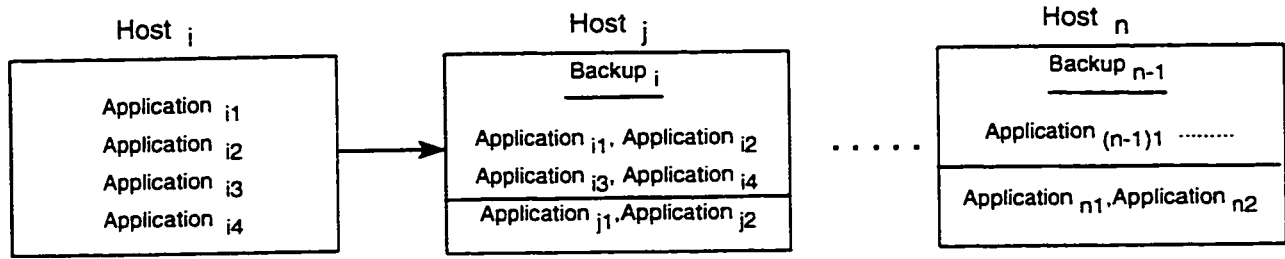 Host i
Application i1
Application i2
Application i3
Application i4
Host j
Backup i
Application i1, Application i2
Application i3, Application i4
Application j1,Application j2
.....
Host n
Backup n-1
Application (n-1)1 .........
Application n1,Application n2